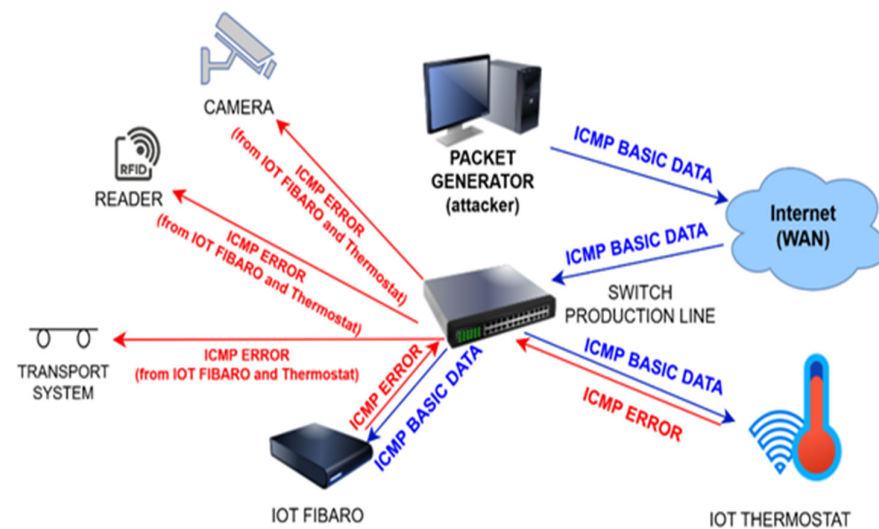 CAMERA
ICMP ERROR
(from IOT FIBARO and Thermostat)
PACKET
GENERATOR
(attacker)
ICMP BASIC DATA
Internet
(WAN)
ICMP BASIC DATA
RFID
READER
ICMP ERROR
(from IOT FIBARO and Thermostat)
SWITCH
PRODUCTION LINE
TRANSPORT
SYSTEM
ICMP ERROR
(from IOT FIBARO and Thermostat)
ICMP ERROR
ICMP BASIC DATA
ICMP BASIC DATA
ICMP ERROR
IOT FIBARO
IOT THERMOSTAT